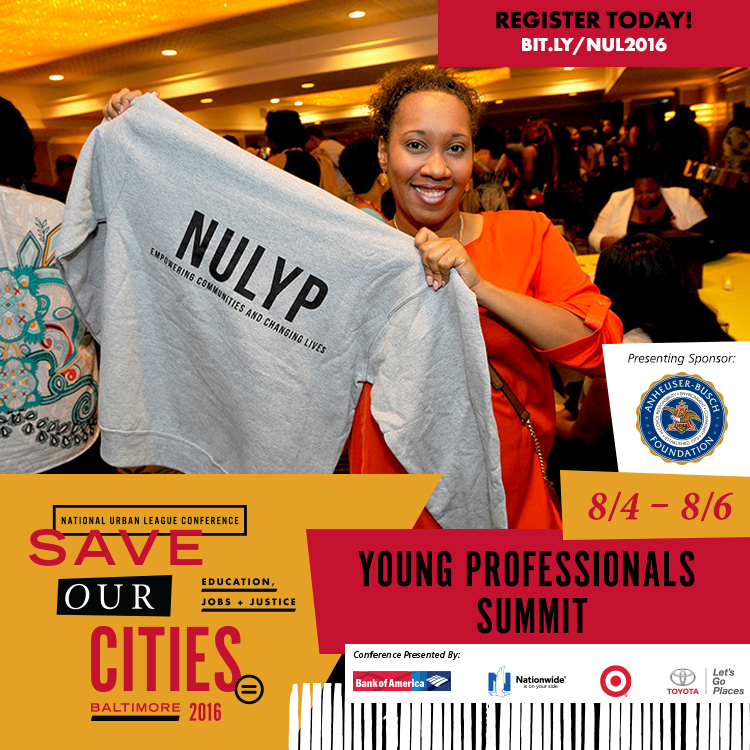 REGISTER TODAY!
BIT.LY/NUL2016
NULYP
EMPOWERING COMMUNITIES AND CHANGING LIVES
Presenting Sponsor:
ANHEUSER-BUSCH
FOUNDATION
8/4 – 8/6
NATIONAL URBAN LEAGUE CONFERENCE
SAVE
OUR
EDUCATION,
JOBS + JUSTICE
CITIES
BALTIMORE 2016
YOUNG PROFESSIONALS
SUMMIT
Conference Presented By:
Bank of America
Nationwide®
is on your side
TOYOTA
Let's
Go
Places